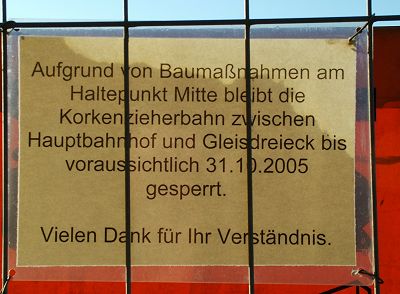 Aufgrund von Baumaßnahmen am
Haltepunkt Mitte bleibt die
Korkenzieherbahn zwischen
Hauptbahnhof und Gleisdreieck bis
voraussichtlich 31.10.2005
gesperrt.
Vielen Dank für Ihr Verständnis.